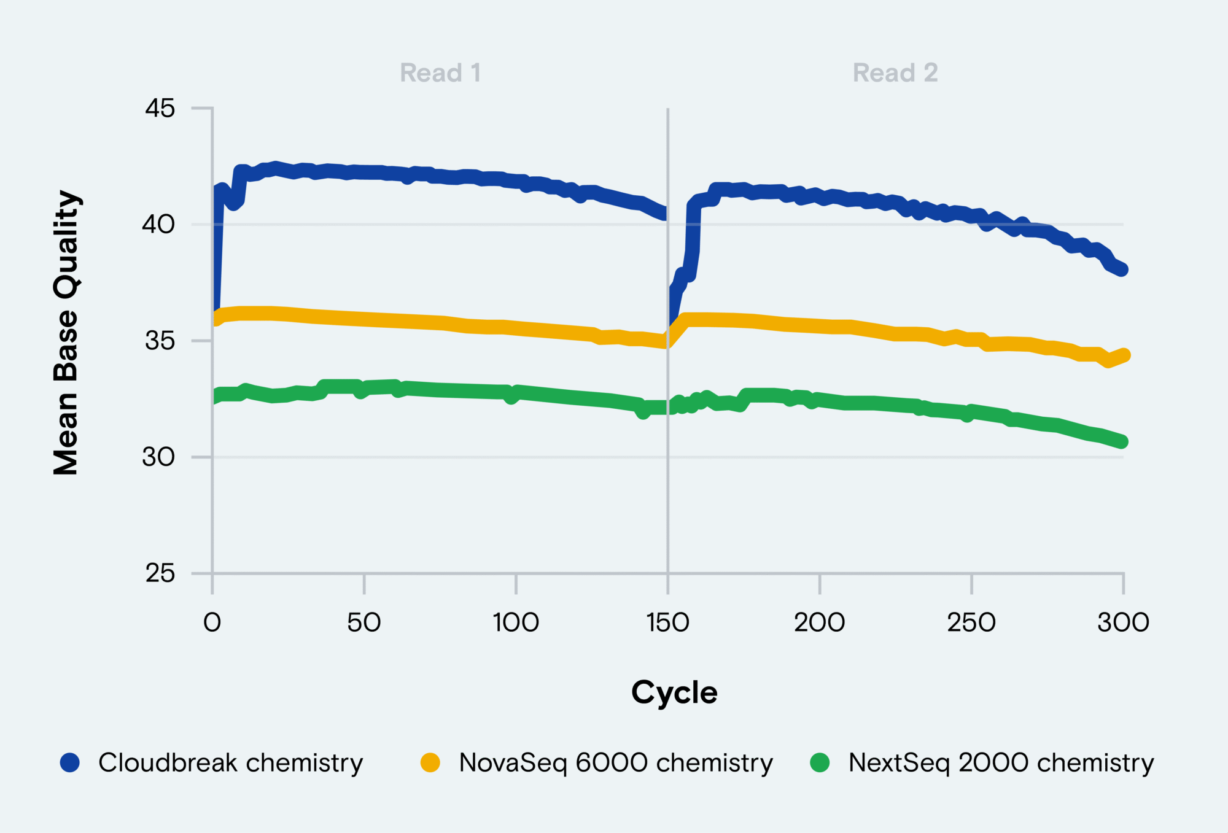 Read 1
Read 2
45
40
35
30
25
Mean Base Quality
0
50
100
150
200
250
300
Cycle
Cloudbreak chemistry
NovaSeq 6000 chemistry
NextSeq 2000 chemistry